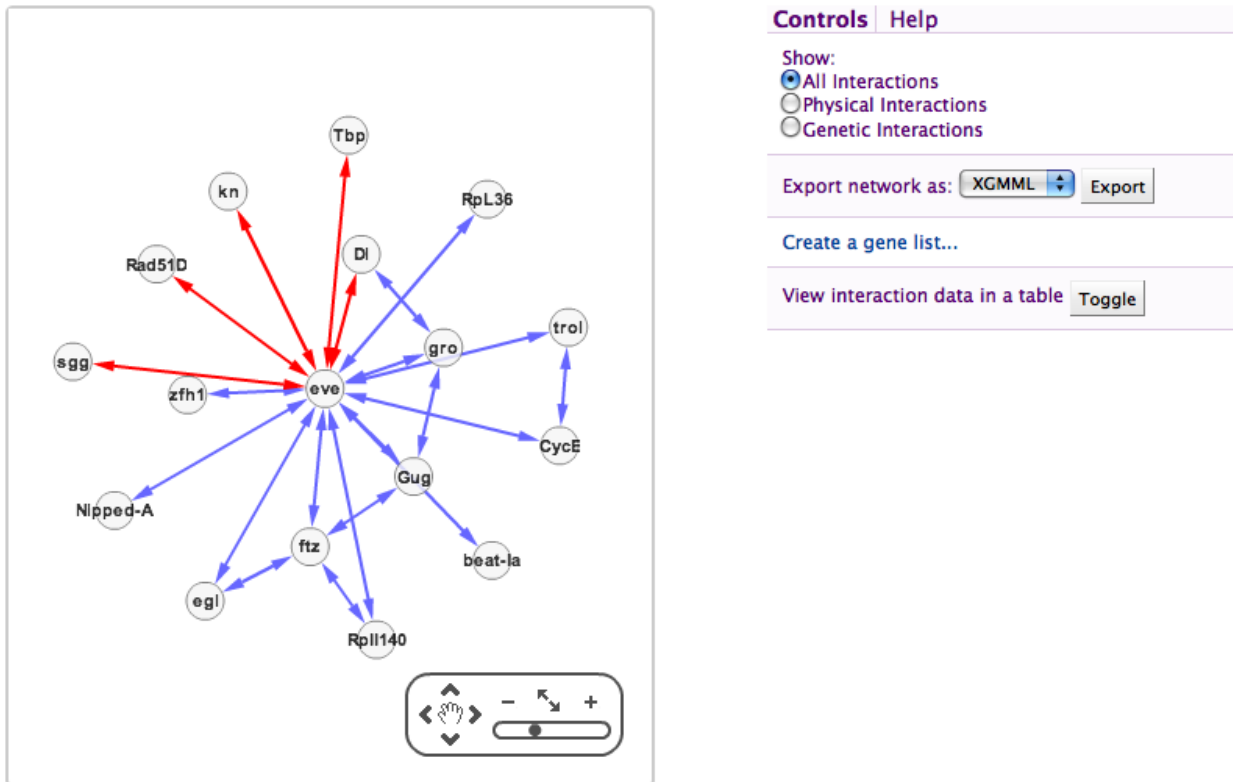 Tbp
kn
RpL36
Dl
Rad51D
trol
gro
sgg
eve
zfh1
CycE
Gug
Nipped-A
ftz
beat-Ia
egl
RpII140
− +
Controls Help
Show:
All Interactions
Physical Interactions
Genetic Interactions
Export network as: XGMML Export
Create a gene list...
View interaction data in a table Toggle